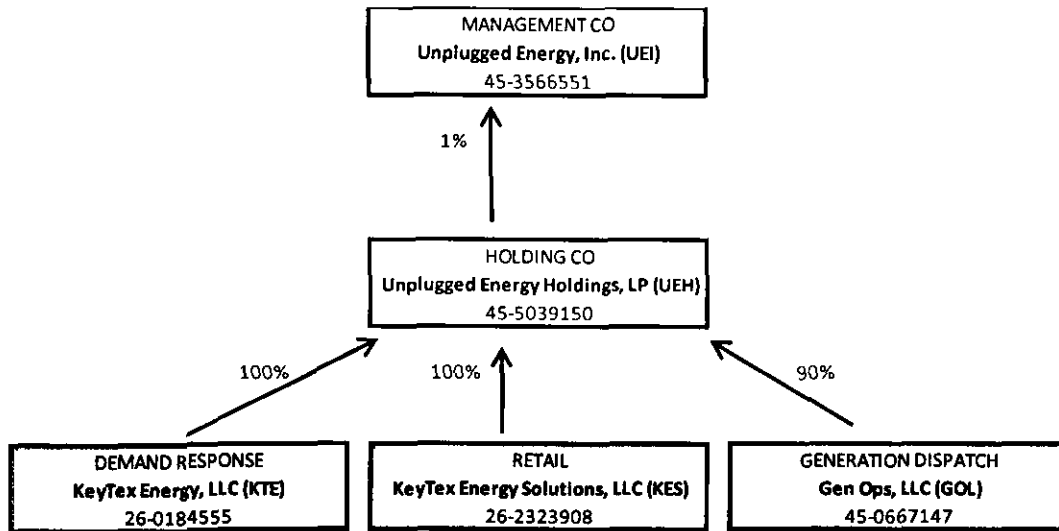 MANAGEMENT CO
Unplugged Energy, Inc. (UEI)
45-3566551
1%
HOLDING CO
Unplugged Energy Holdings, LP (UEH)
45-5039150
100%
100%
90%
DEMAND RESPONSE
KeyTex Energy, LLC (KTE)
26-0184555
RETAIL
KeyTex Energy Solutions, LLC (KES)
26-2323908
GENERATION DISPATCH
Gen Ops, LLC (GOL)
45-0667147